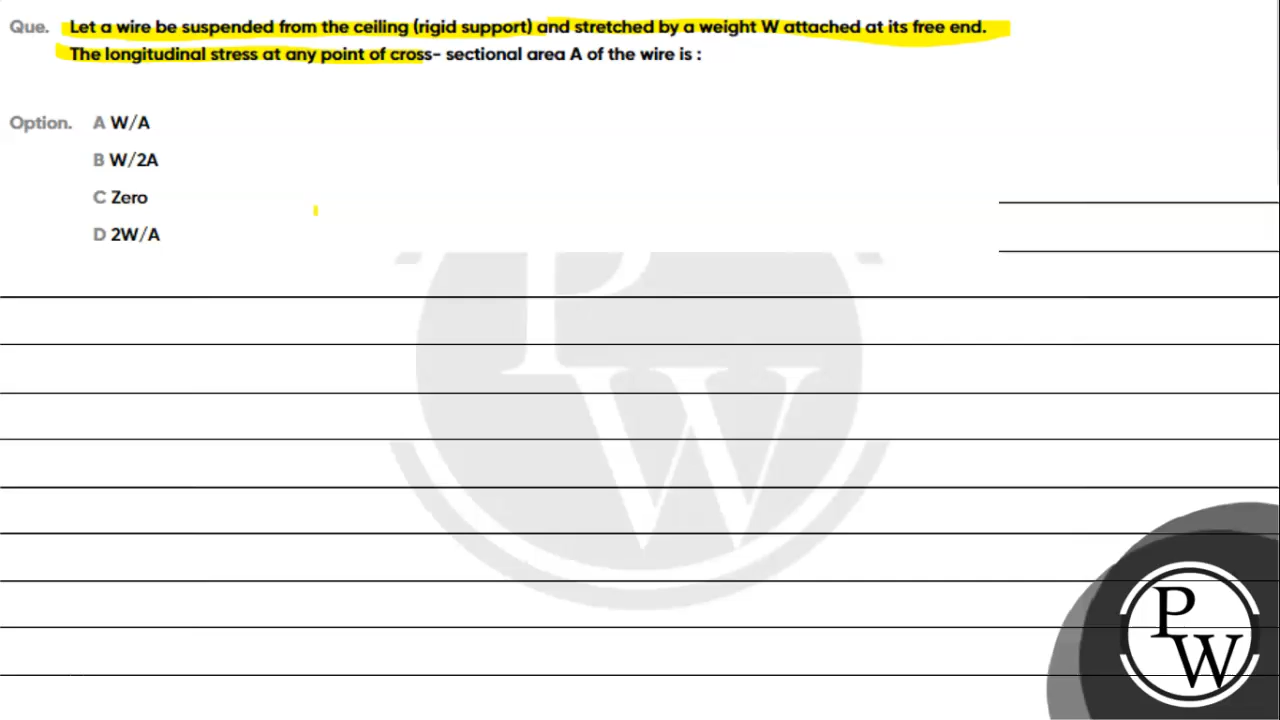 Que. Let a wire be suspended from the ceiling (rigid support) and stretched by a weight W attached at its free end.
The longitudinal stress at any point of cross- sectional area A of the wire is :
Option. A W/A
B W/2A
C Zero
D 2W/A
P
W
P
W